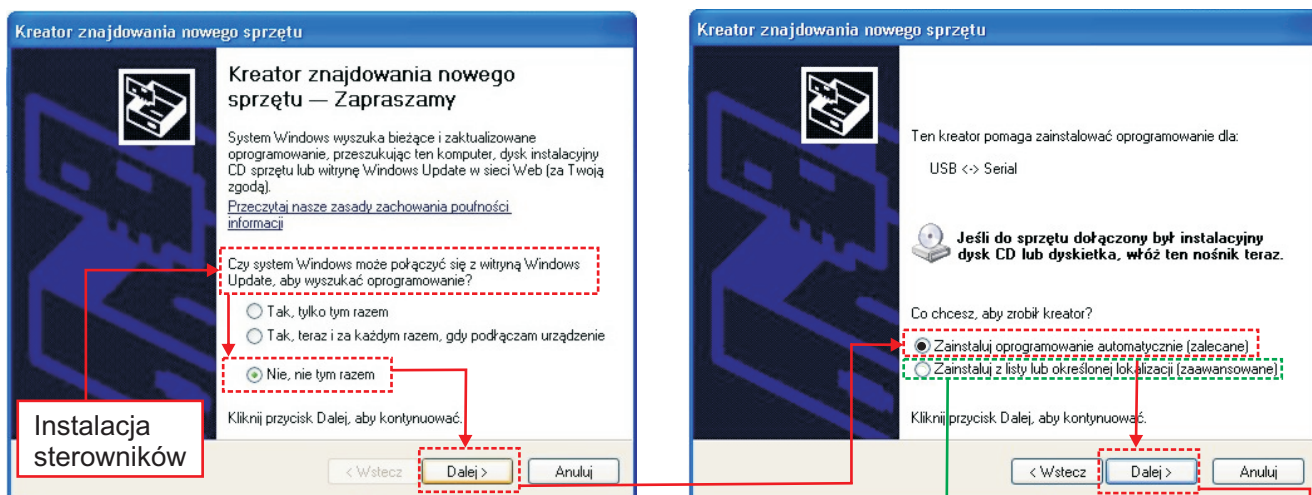 Kreator znajdowania nowego sprzętu
Kreator znajdowania nowego
sprzętu — Zapraszamy
System Windows wyszuka bieżące i zaktualizowane
oprogramowanie, przeszukując ten komputer, dysk instalacyjny
CD sprzętu lub witrynę Windows Update w sieci Web (za Twoją
zgodą).
Przeczytaj nasze zasady zachowania poufności
informacji
Czy system Windows może połączyć się z witryną Windows
Update, aby wyszukać oprogramowanie?
Tak, tylko tym razem
Tak, teraz i za każdym razem, gdy podłączam urządzenie
Nie, nie tym razem
Kliknij przycisk Dalej, aby kontynuować.
Instalacja
sterowników
< Wstecz
Dalej >
Anuluj
Kreator znajdowania nowego sprzętu
Ten kreator pomaga zainstalować oprogramowanie dla:
USB <-> Serial
Jeśli do sprzętu dołączony był instalacyjny
dysk CD lub dyskietka, włóż ten nośnik teraz.
Co chcesz, aby zrobił kreator?
Zainstaluj oprogramowanie automatycznie (zalecane)
Zainstaluj z listy lub określonej lokalizacji (zaawansowane)
Kliknij przycisk Dalej, aby kontynuować.
< Wstecz
Dalej >
Anuluj